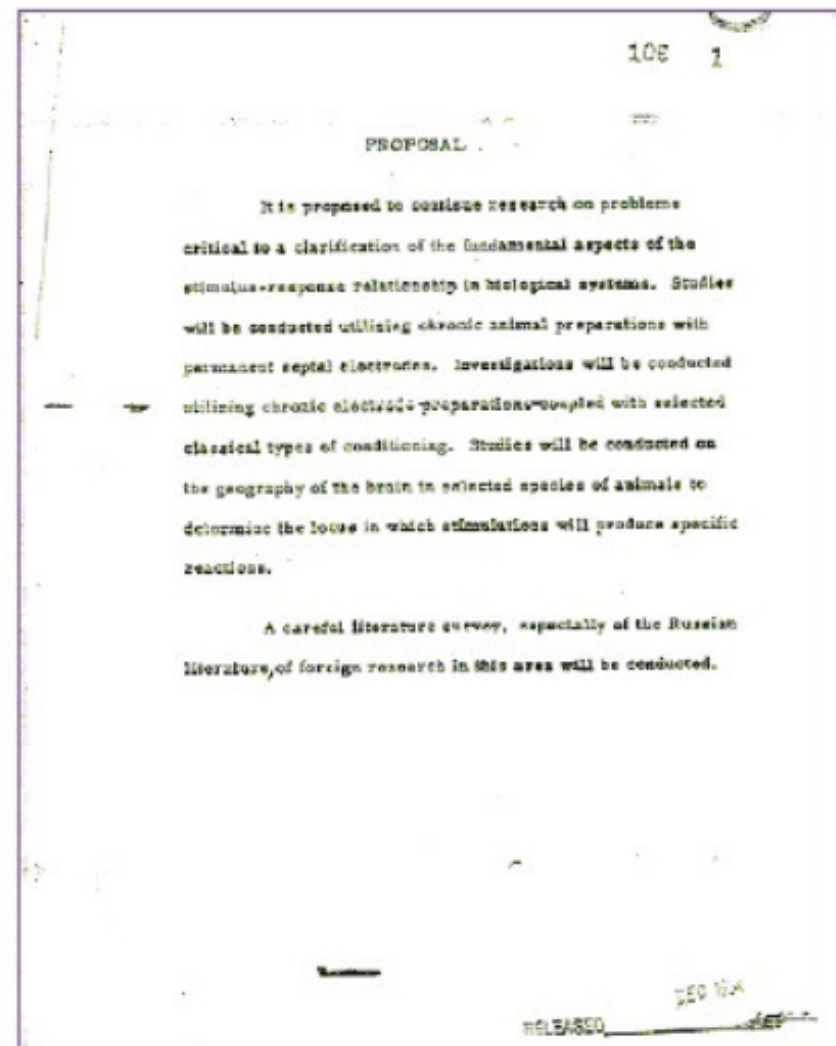 106 1
PROPOSAL
It is proposed to continue research on problems
critical to a clarification of the fundamental aspects of the
stimulus-response relationship in biological systems. Studies
will be conducted utilizing chronic animal preparations with
permanent septal electrodes. Investigations will be conducted
utilizing chronic electrode preparations coupled with selected
classical types of conditioning. Studies will be conducted on
the geography of the brain in selected species of animals to
determine the locus in which stimulations will produce specific
reactions.
A careful literature survey, especially of the Russian
literature, of foreign research in this area will be conducted.
DEC
RELEASED